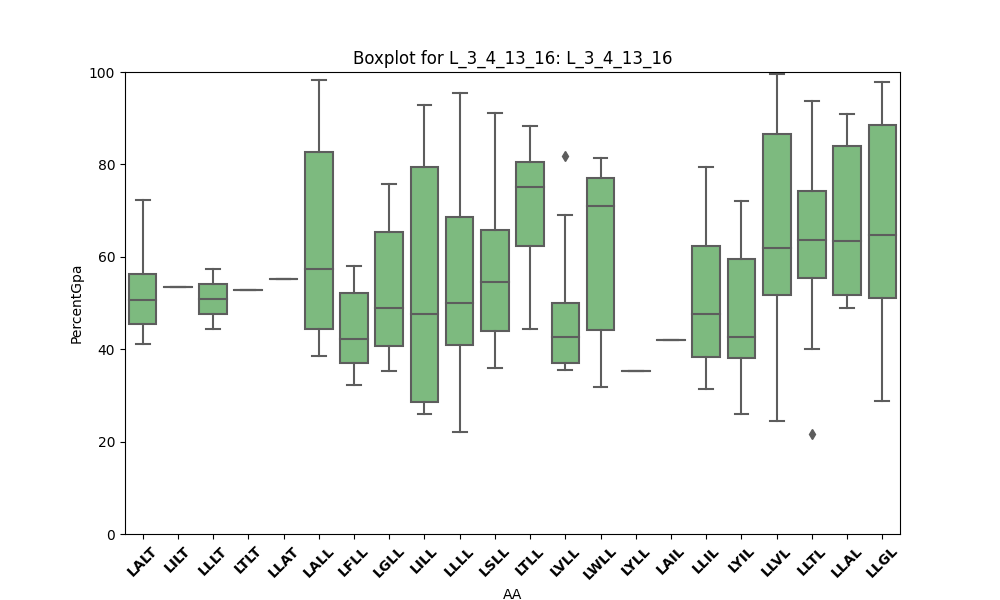 Boxplot for L_3_4_13_16: L_3_4_13_16
100
80
60
40
20
0
PercentGpa
LALT LILT LLLT LTLT LLAT LALL LFLL LGLL LILL LLLL LSLL LTLL LVLL LWLL LYLL LAIL LLIL LYIL LLVL LLTL LLAL LLGL
AA